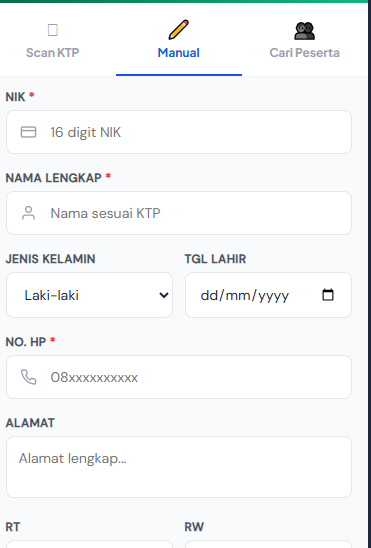 Scan KTP
Manual
Cari Peserta
NIK *
16 digit NIK
NAMA LENGKAP *
Nama sesuai KTP
JENIS KELAMIN
TGL LAHIR
Laki-laki
dd/mm/yyyy
NO. HP *
08xxxxxxxxxx
ALAMAT
Alamat lengkap...
RT
RW